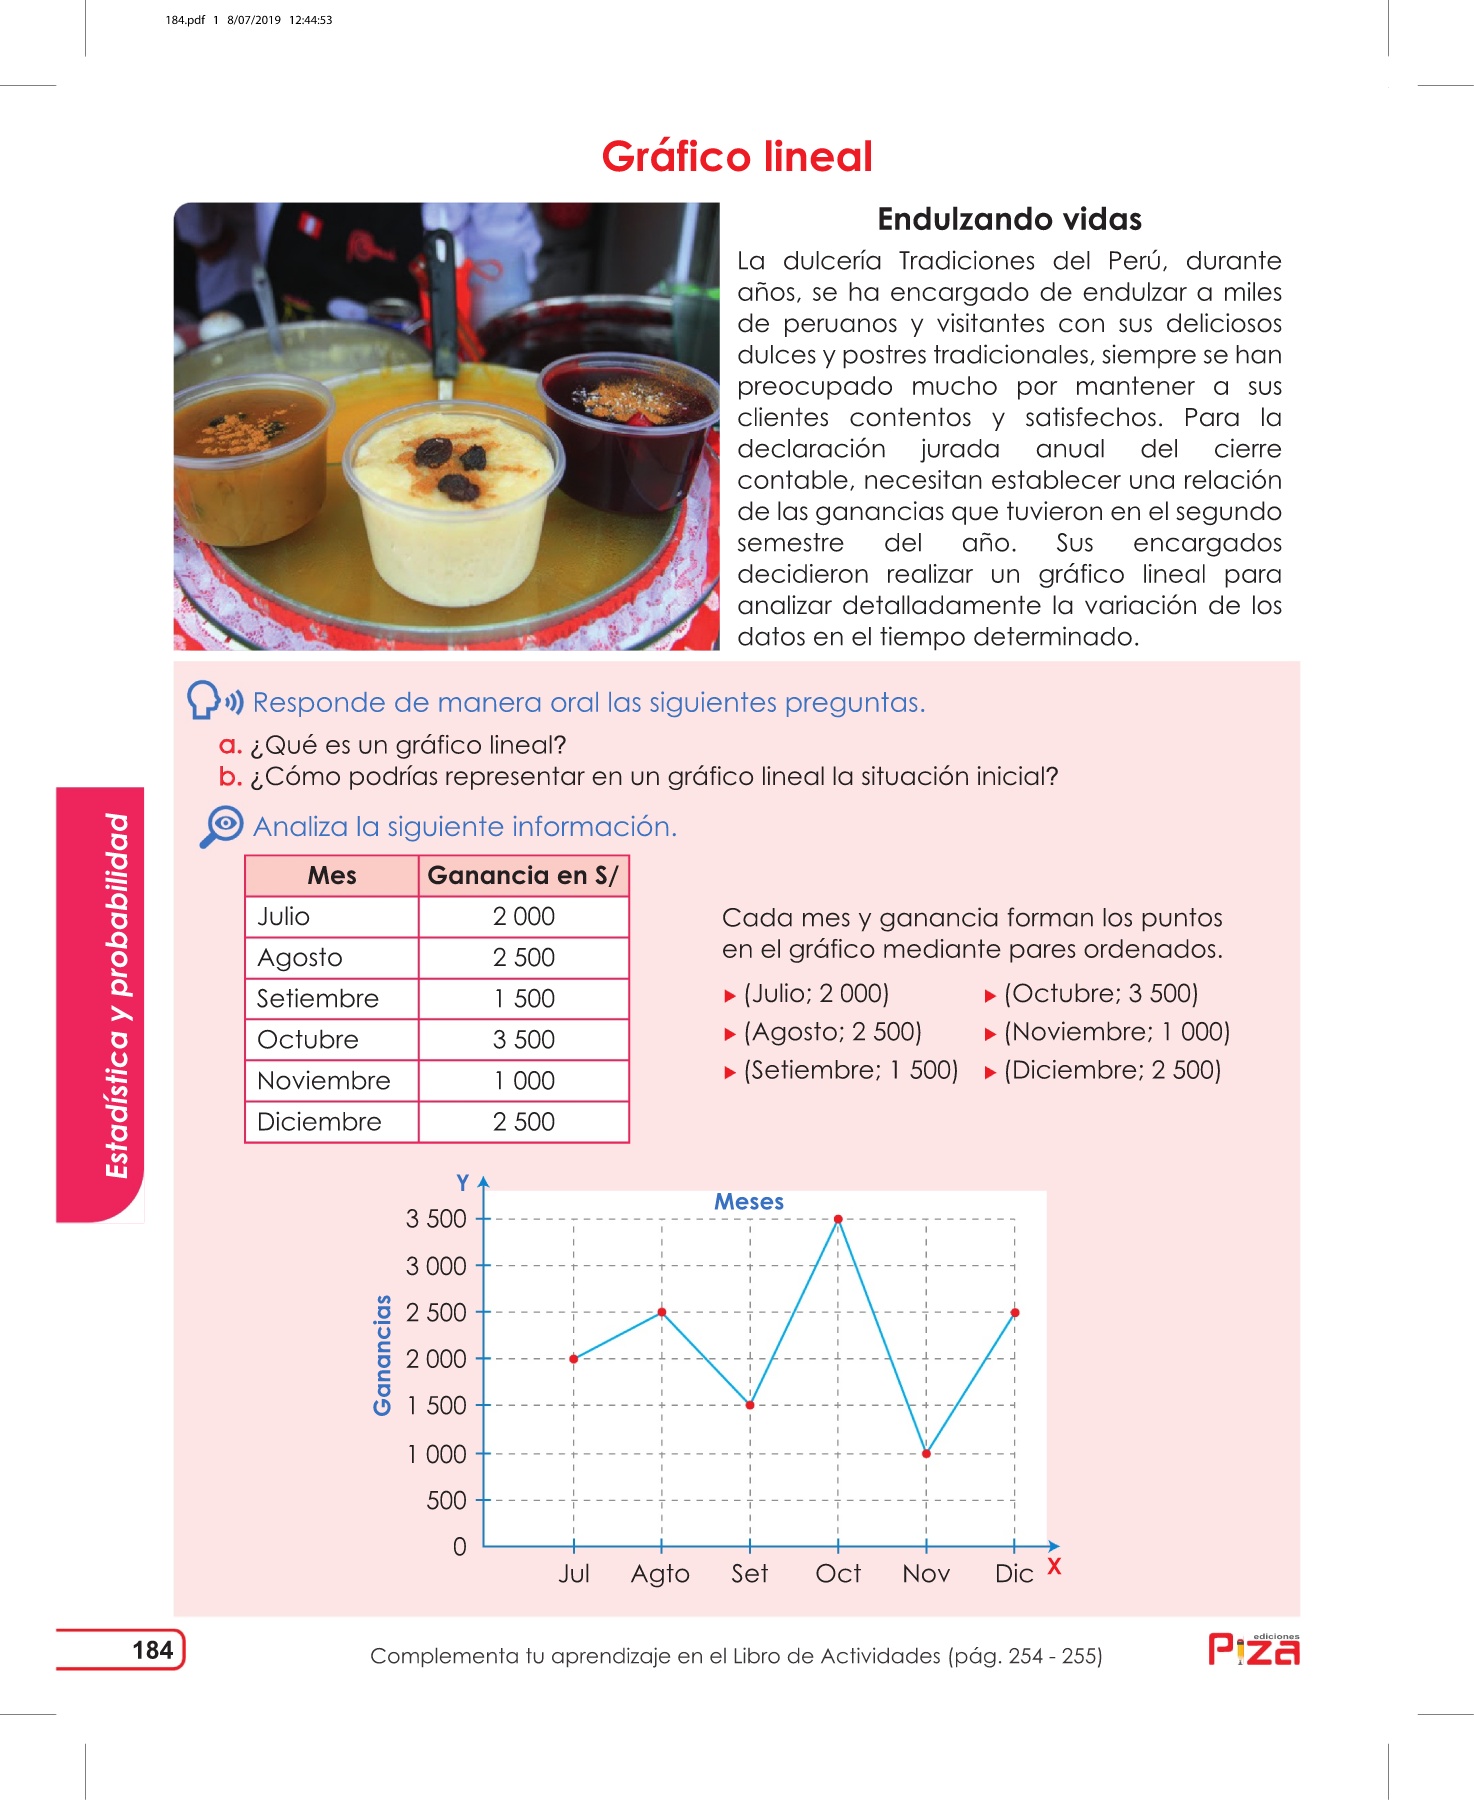 184.pdf 1 8/07/2019 12:44:53
Gráfico lineal
Endulzando vidas
La dulcería Tradiciones del Perú, durante
años, se ha encargado de endulzar a miles
de peruanos y visitantes con sus deliciosos
dulces y postres tradicionales, siempre se han
preocupado mucho por mantener a sus
clientes contentos y satisfechos. Para la
declaración jurada anual del cierre
contable, necesitan establecer una relación
de las ganancias que tuvieron en el segundo
semestre del año. Sus encargados
decidieron realizar un gráfico lineal para
analizar detalladamente la variación de los
datos en el tiempo determinado.
Responde de manera oral las siguientes preguntas.
a. ¿Qué es un gráfico lineal?
b. ¿Cómo podrías representar en un gráfico lineal la situación inicial?
Analiza la siguiente información.
Mes Ganancia en S/
Julio 2 000
Agosto 2 500
Setiembre 1 500
Octubre 3 500
Noviembre 1 000
Diciembre 2 500
Cada mes y ganancia forman los puntos
en el gráfico mediante pares ordenados.
(Julio; 2 000) (Octubre; 3 500)
(Agosto; 2 500) (Noviembre; 1 000)
(Setiembre; 1 500) (Diciembre; 2 500)
Estadística y probabilidad
Y
Meses
Ganancias
3 500
3 000
2 500
2 000
1 500
1 000
500
0
Jul Agto Set Oct Nov Dic X
184
Complementa tu aprendizaje en el Libro de Actividades (pág. 254 - 255)
ediciones
Piza